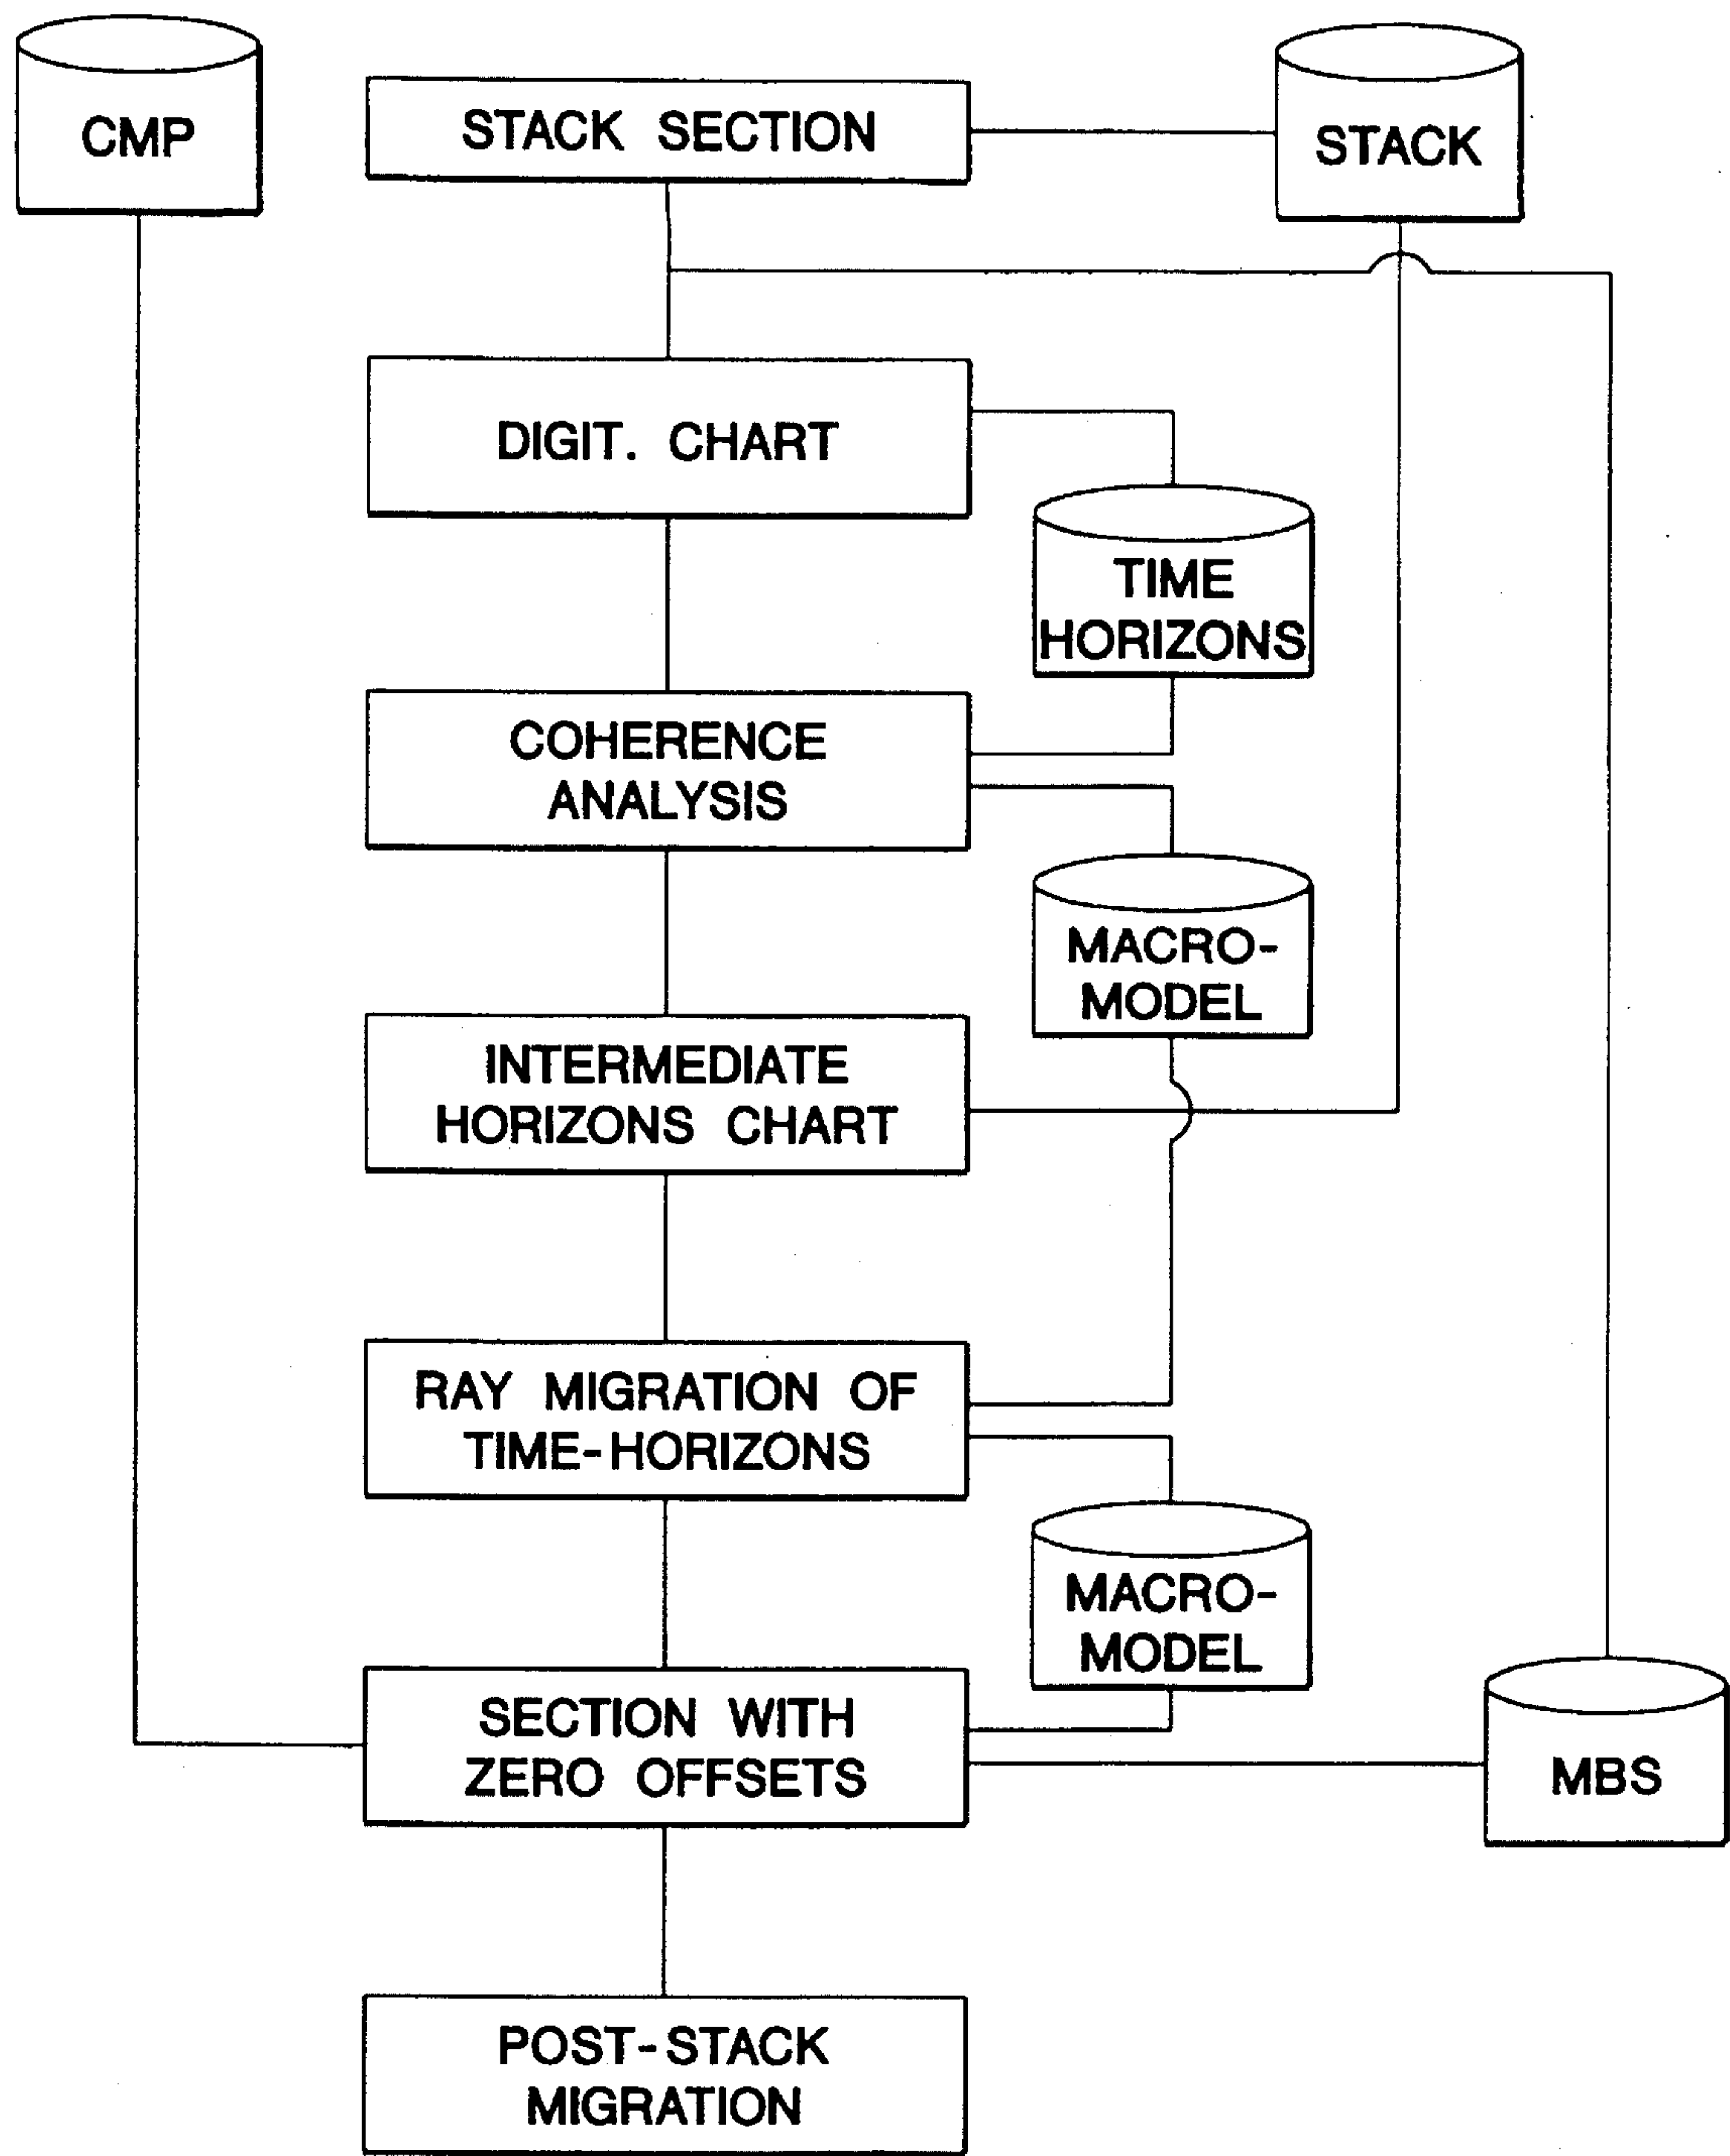 CMP
STACK SECTION
STACK
DIGIT. CHART
TIME
HORIZONS
COHERENCE
ANALYSIS
MACRO-
MODEL
INTERMEDIATE
HORIZONS CHART
RAY MIGRATION OF
TIME-HORIZONS
MACRO-
MODEL
SECTION WITH
ZERO OFFSETS
MBS
POST-STACK
MIGRATION